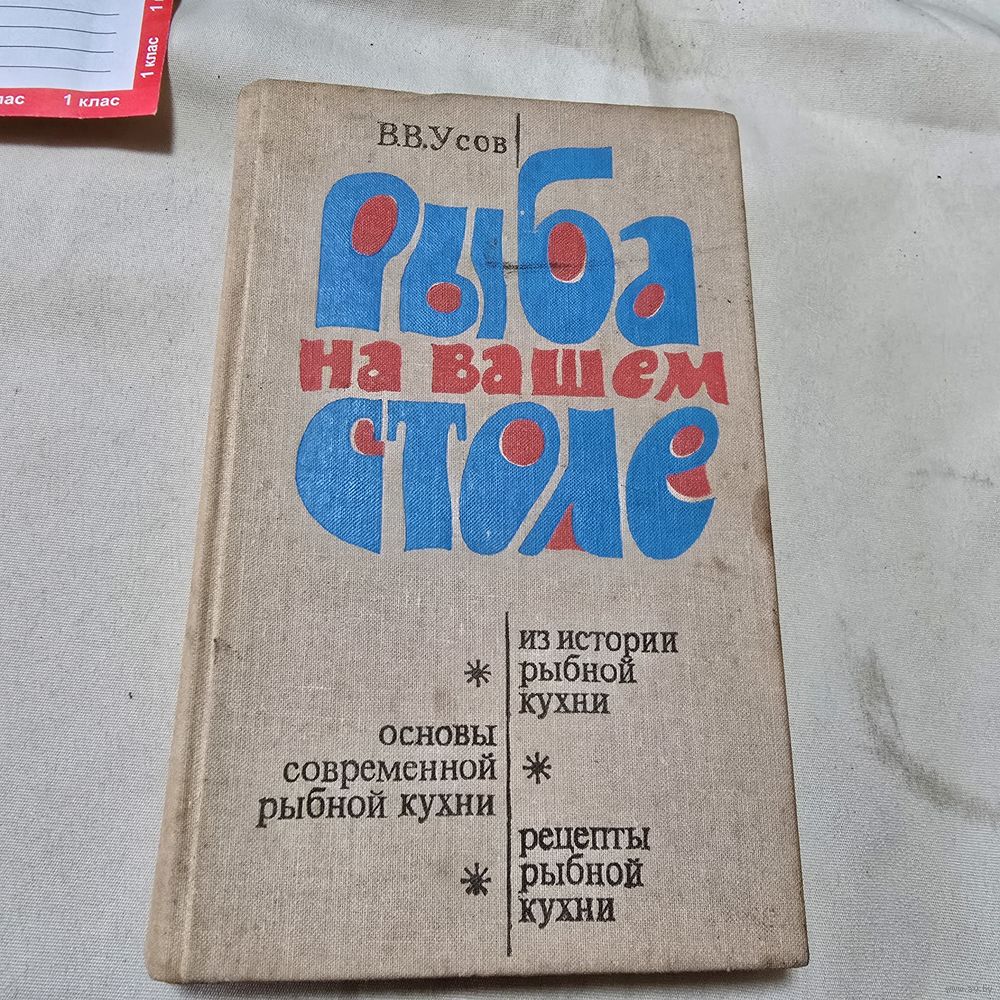 1 клас
1 клас
В.В.Усов
Рыба
на вашем
столе
из истории
рыбной
кухни
основы
современной
рыбной кухни
рецепты
рыбной
кухни